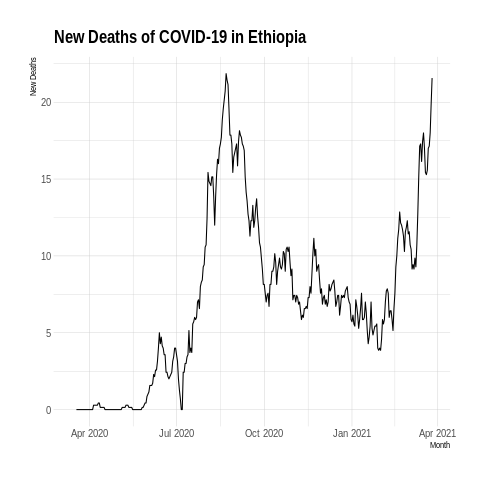 New Deaths of COVID-19 in Ethiopia
New Deaths
20
15
10
5
0
Apr 2020 Jul 2020 Oct 2020 Jan 2021 Apr 2021
Month